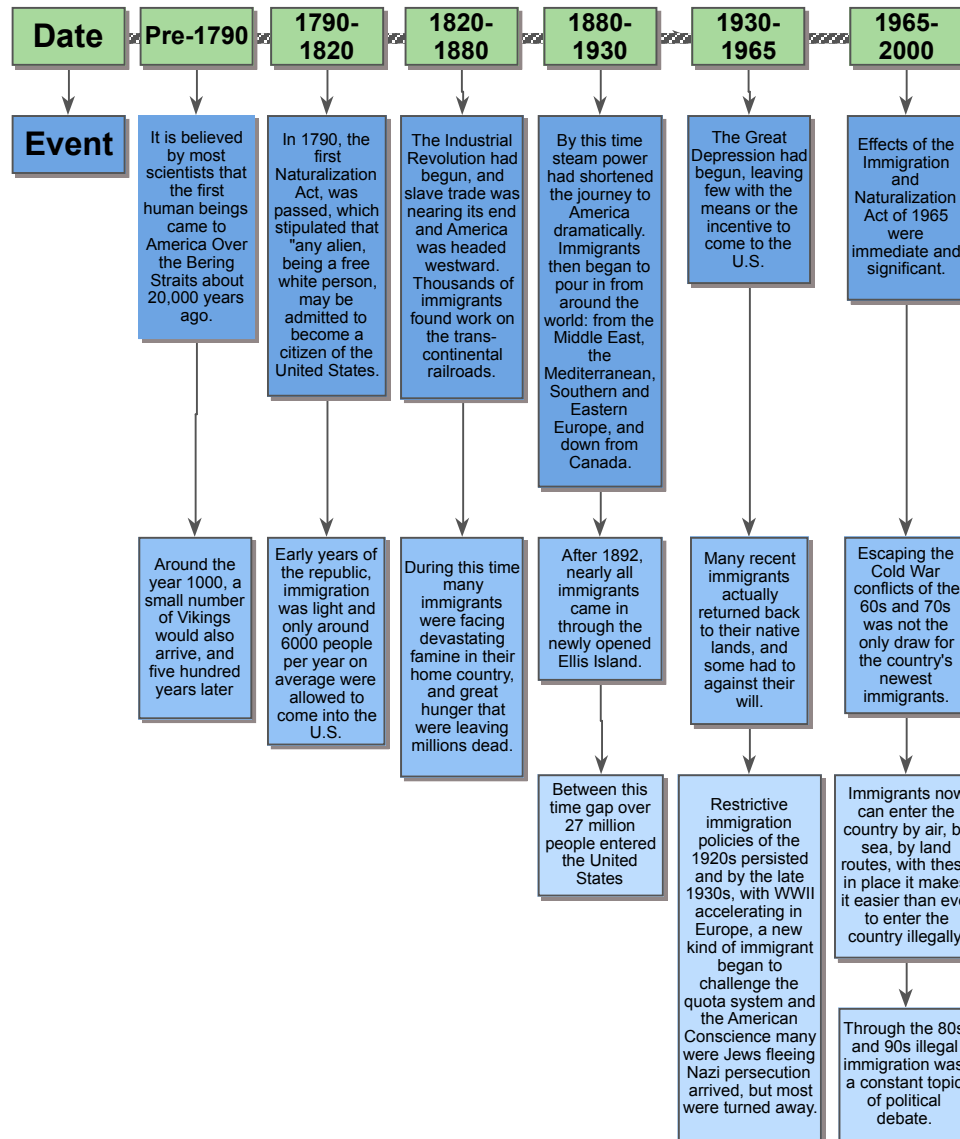 Date
Pre-1790
1790-
1820
1820-
1880
1880-
1930
1930-
1965
1965-
2000
Event
It is believed
by most
scientists that
the first
human beings
came to
America Over
the Bering
Straits about
20,000 years
ago.
In 1790, the
first
Naturalization
Act, was
passed, which
stipulated that
"any alien,
being a free
white person,
may be
admitted to
become a
citizen of the
United States.
The Industrial
Revolution had
begun, and
slave trade was
nearing its end
and America
was headed
westward.
Thousands of
immigrants
found work on
the trans-
continental
railroads.
By this time
steam power
had shortened
the journey to
America
dramatically.
Immigrants
then began to
pour in from
around the
world: from the
Middle East,
the
Mediterranean,
Southern and
Eastern
Europe, and
down from
Canada.
The Great
Depression had
begun, leaving
few with the
means or the
incentive to
come to the
U.S.
Effects of the
Immigration
and
Naturalization
Act of 1965
were
immediate and
significant.
Around the
year 1000, a
small number
of Vikings
would also
arrive, and
five hundred
years later
Early years of
the republic,
immigration
was light and
only around
6000 people
per year on
average were
allowed to
come into the
U.S.
During this time
many
immigrants
were facing
devastating
famine in their
home country,
and great
hunger that
were leaving
millions dead.
After 1892,
nearly all
immigrants
came in
through the
newly opened
Ellis Island.
Many recent
immigrants
actually
returned back
to their native
lands, and
some had to
against their
will.
Escaping the
Cold War
conflicts of the
60s and 70s
was not the
only draw for
the country's
newest
immigrants.
Between this
time gap over
27 million
people entered
the United
States
Restrictive
immigration
policies of the
1920s persisted
and by the late
1930s, with WWII
accelerating in
Europe, a new
kind of immigrant
began to
challenge the
quota system and
the American
Conscience many
were Jews fleeing
Nazi persecution
arrived, but most
were turned away.
Immigrants now
can enter the
country by air,
sea, by land
routes, with
in place it
it easier than
to enter the
country illegally
Through the 80s
and 90s illegal
immigration was
a constant topic
of political
debate.